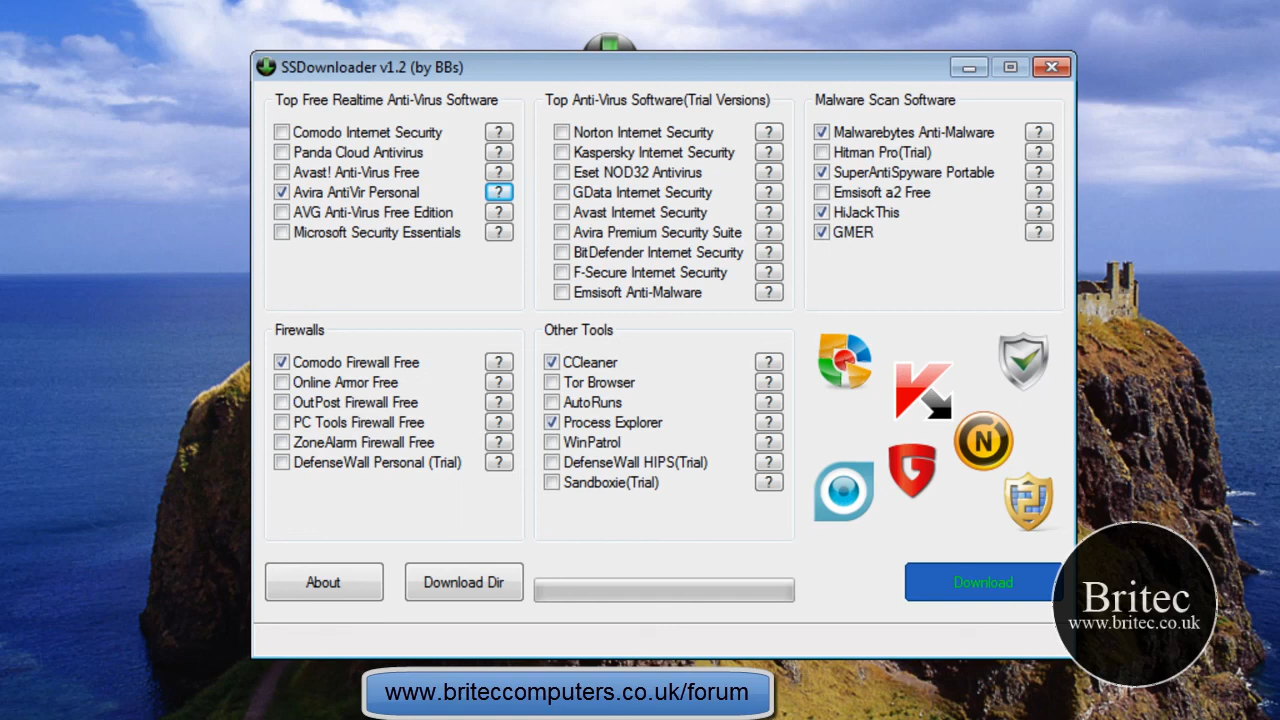 SSDownloader v1.2 (by BBs)
Top Free Realtime Anti-Virus Software
Comodo Internet Security ?
Panda Cloud Antivirus ?
Avast! Anti-Virus Free ?
Avira AntiVir Personal ?
AVG Anti-Virus Free Edition ?
Microsoft Security Essentials ?
Top Anti-Virus Software(Trial Versions)
Norton Internet Security ?
Kaspersky Internet Security ?
Eset NOD32 Antivirus ?
GData Internet Security ?
Avast Internet Security ?
Avira Premium Security Suite ?
BitDefender Internet Security ?
F-Secure Internet Security ?
Emsisoft Anti-Malware ?
Malware Scan Software
Malwarebytes Anti-Malware ?
Hitman Pro(Trial) ?
SuperAntiSpyware Portable ?
Emsisoft a2 Free ?
HiJackThis ?
GMER ?
Firewalls
Comodo Firewall Free ?
Online Armor Free ?
OutPost Firewall Free ?
PC Tools Firewall Free ?
ZoneAlarm Firewall Free ?
DefenseWall Personal (Trial) ?
Other Tools
CCleaner ?
Tor Browser ?
AutoRuns ?
Process Explorer ?
WinPatrol ?
DefenseWall HIPS(Trial) ?
Sandboxie(Trial) ?
K
N
G
About
Download Dir
Download
Britec
www.britec.co.uk
www.briteccomputers.co.uk/forum